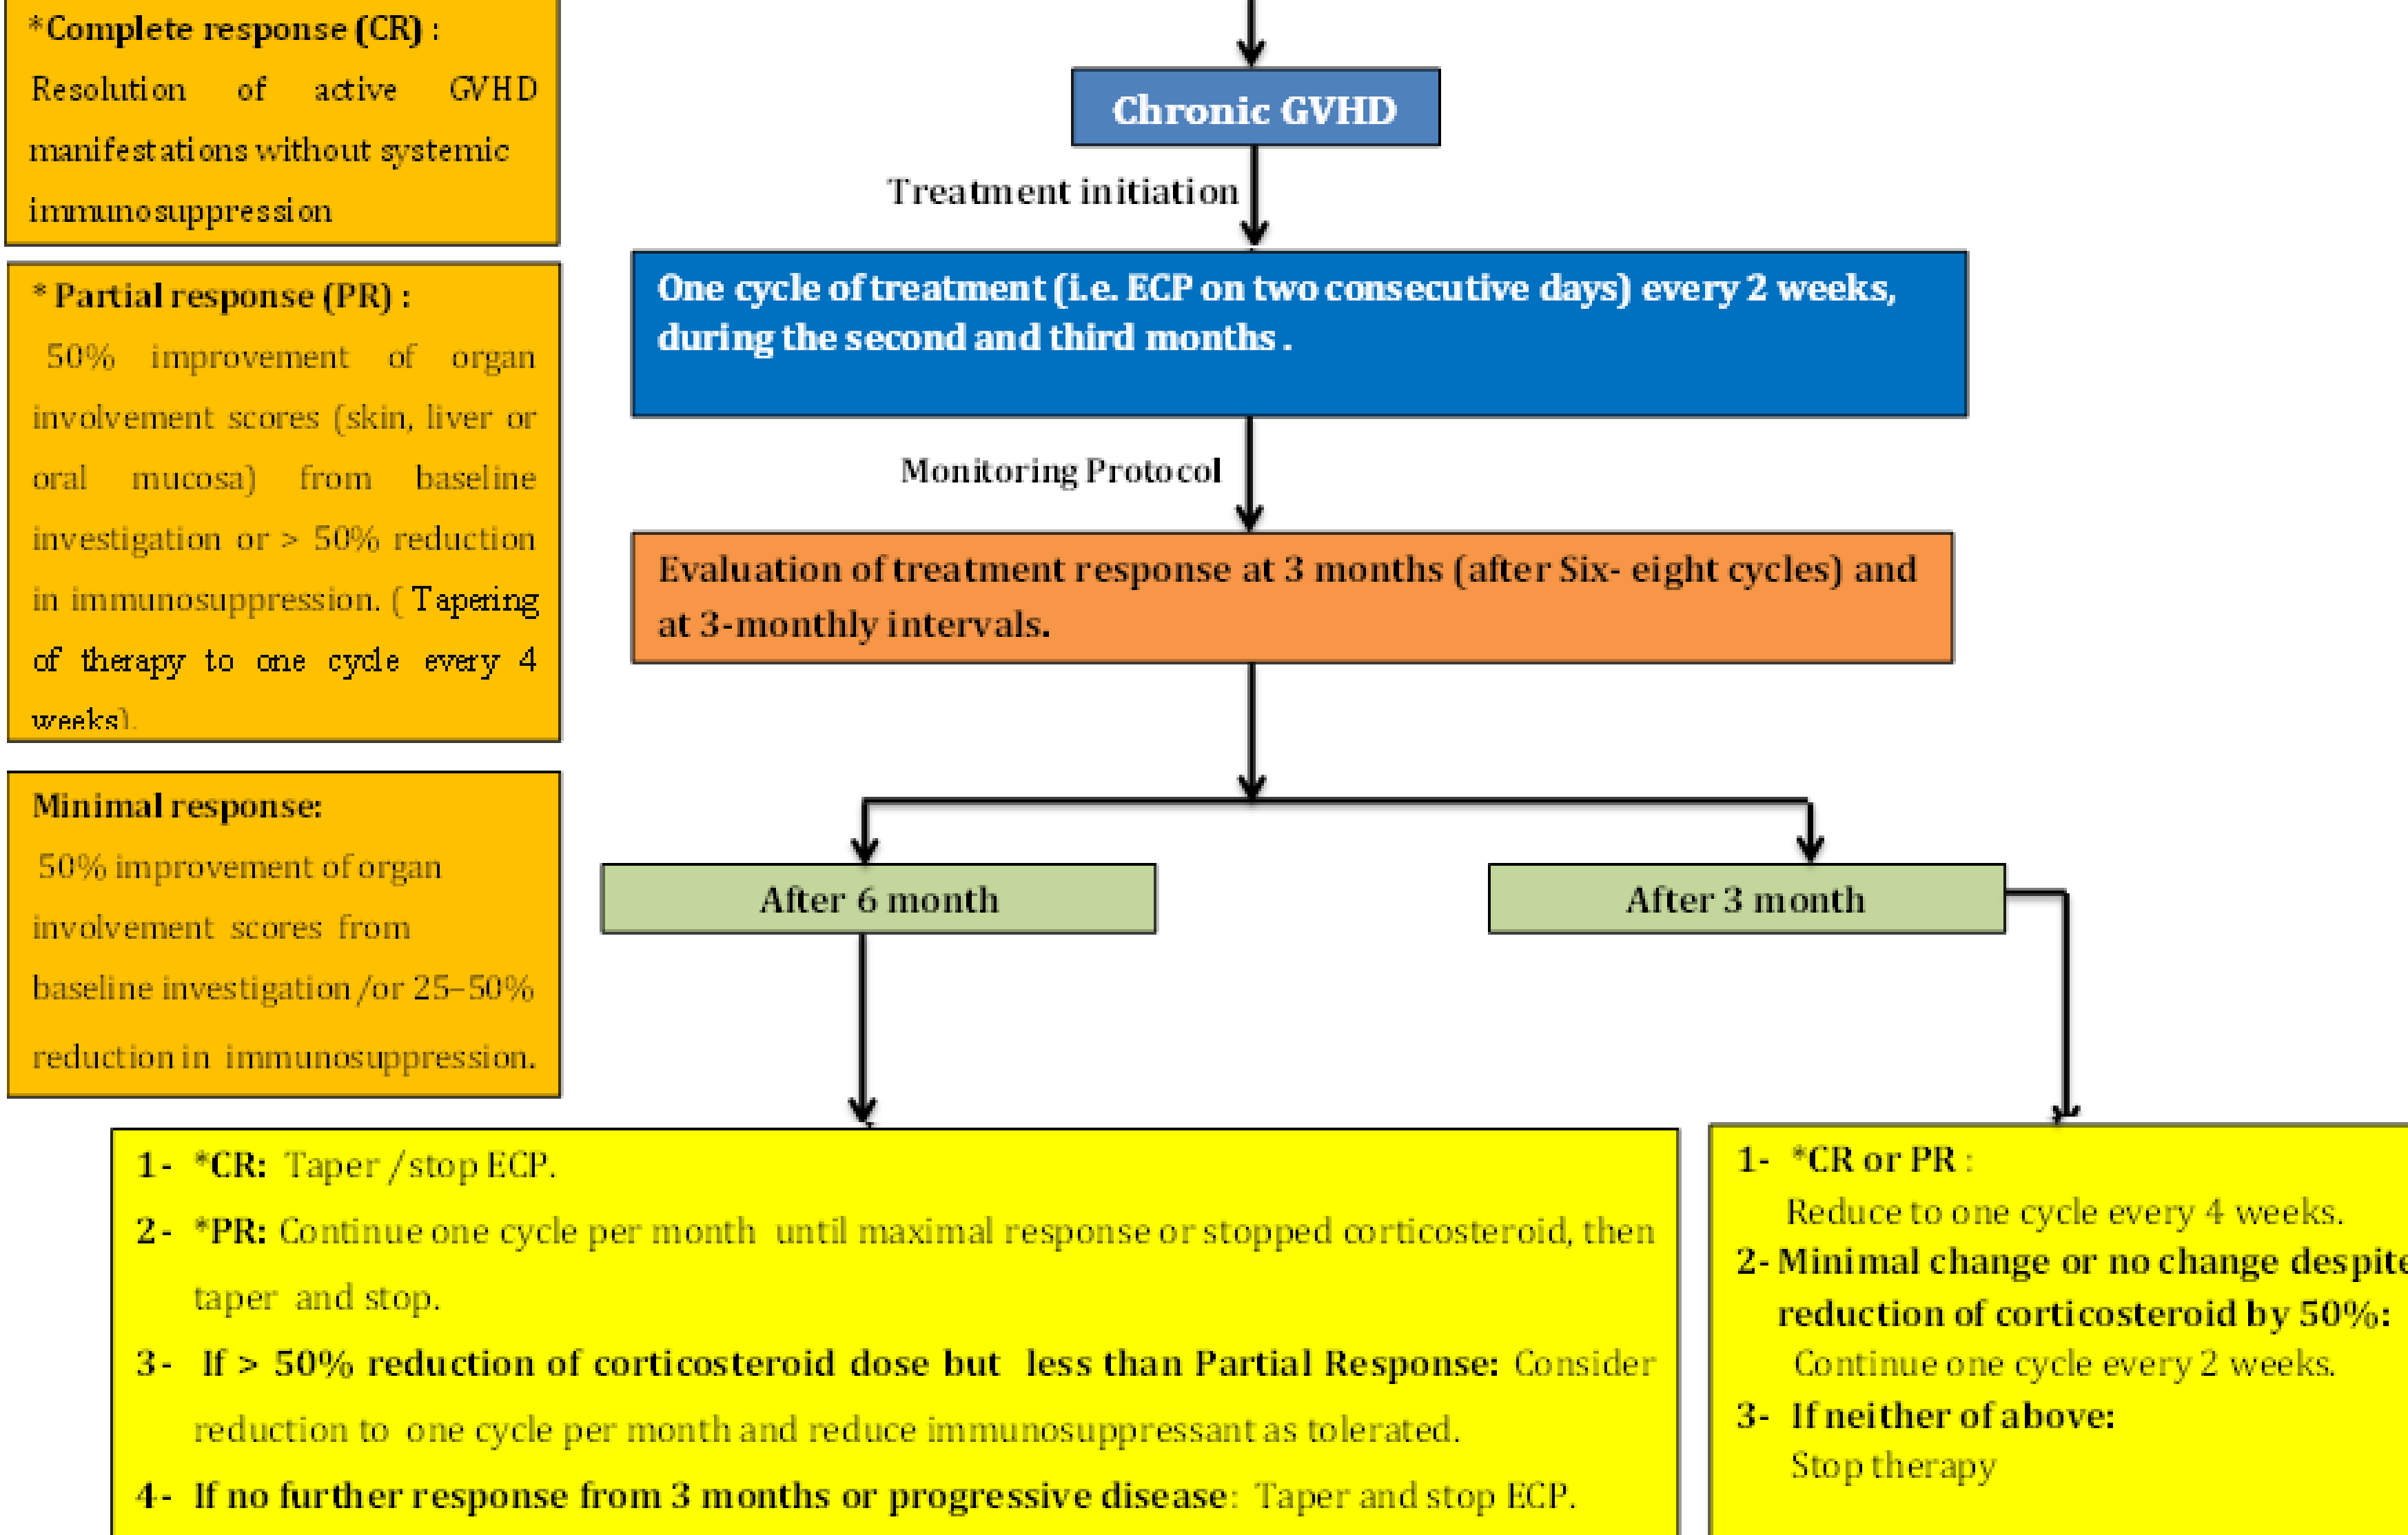 *Complete response (CR) :
Resolution of active GVHD
manifestations without systemic
immunosuppression
* Partial response (PR) :
50% improvement of organ
involvement scores (skin, liver or
oral mucosa) from baseline
investigation or > 50% reduction
in immunosuppression. ( Tapering
of therapy to one cycle every 4
weeks).
Minimal response:
50% improvement of organ
involvement scores from
baseline investigation /or 25–50%
reduction in immunosuppression.
Chronic GVHD
Treatment initiation
One cycle of treatment (i.e. ECP on two consecutive days) every 2 weeks,
during the second and third months .
Monitoring Protocol
Evaluation of treatment response at 3 months (after Six- eight cycles) and
at 3-monthly intervals.
After 6 month
After 3 month
1- *CR: Taper /stop ECP.
2- *PR: Continue one cycle per month until maximal response or stopped corticosteroid, then
taper and stop.
3- If > 50% reduction of corticosteroid dose but less than Partial Response: Consider
reduction to one cycle per month and reduce immunosuppressant as tolerated.
4- If no further response from 3 months or progressive disease: Taper and stop ECP.
1- *CR or PR :
Reduce to one cycle every 4 weeks.
2- Minimal change or no change despite
reduction of corticosteroid by 50%:
Continue one cycle every 2 weeks.
3- If neither of above:
Stop therapy